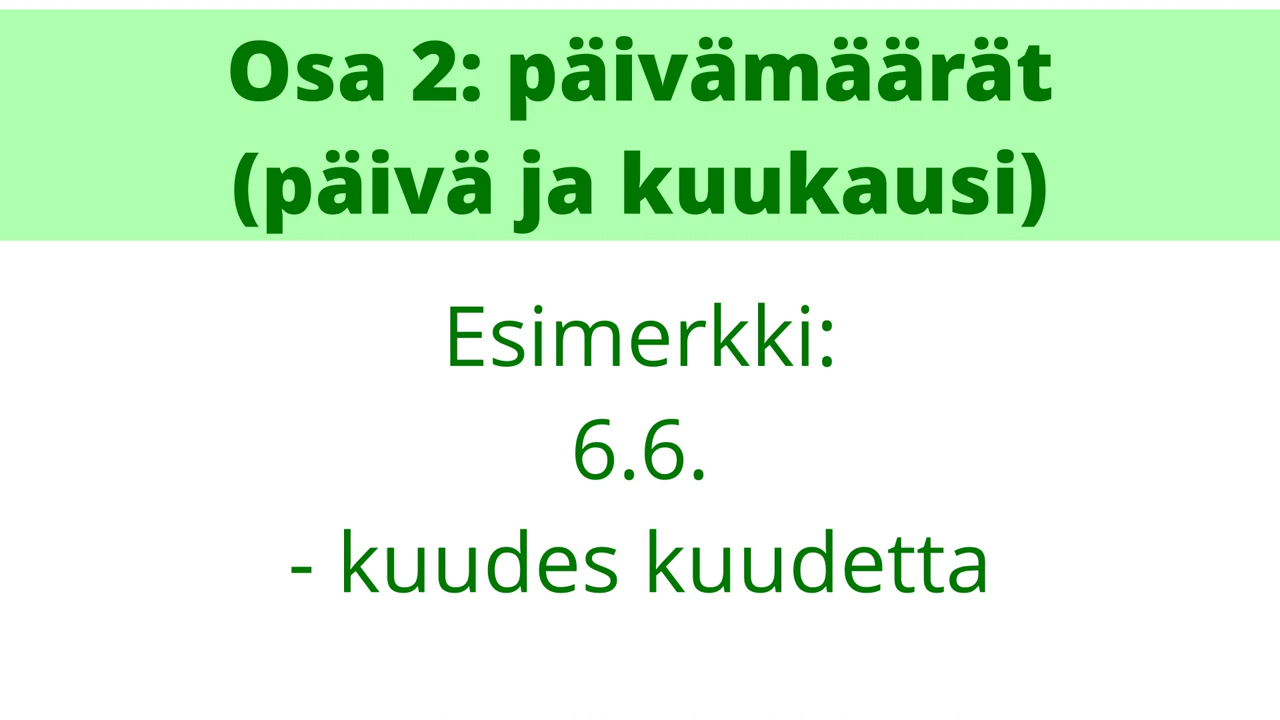 Osa 2: päivämäärät
(päivä ja kuukausi)
Esimerkki:
6.6.
- kuudes kuudetta